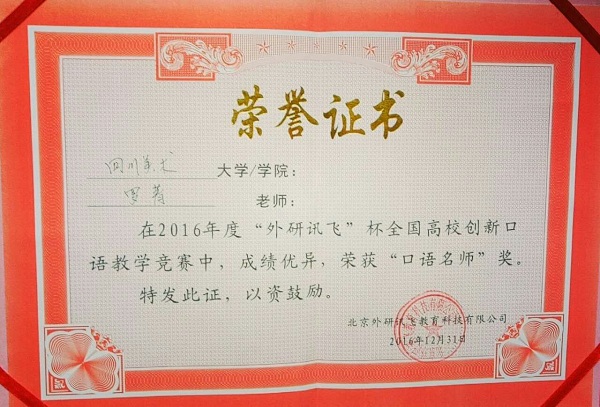 荣誉证书
四川美术 大学/学院：
罗菁 老师：
在2016年度“外研讯飞”杯全国高校创新口
语教学竞赛中，成绩优异，荣获“口语名师”奖。
特发此证，以资鼓励。
北京外研讯飞教育科技有限公司
2016年12月31日